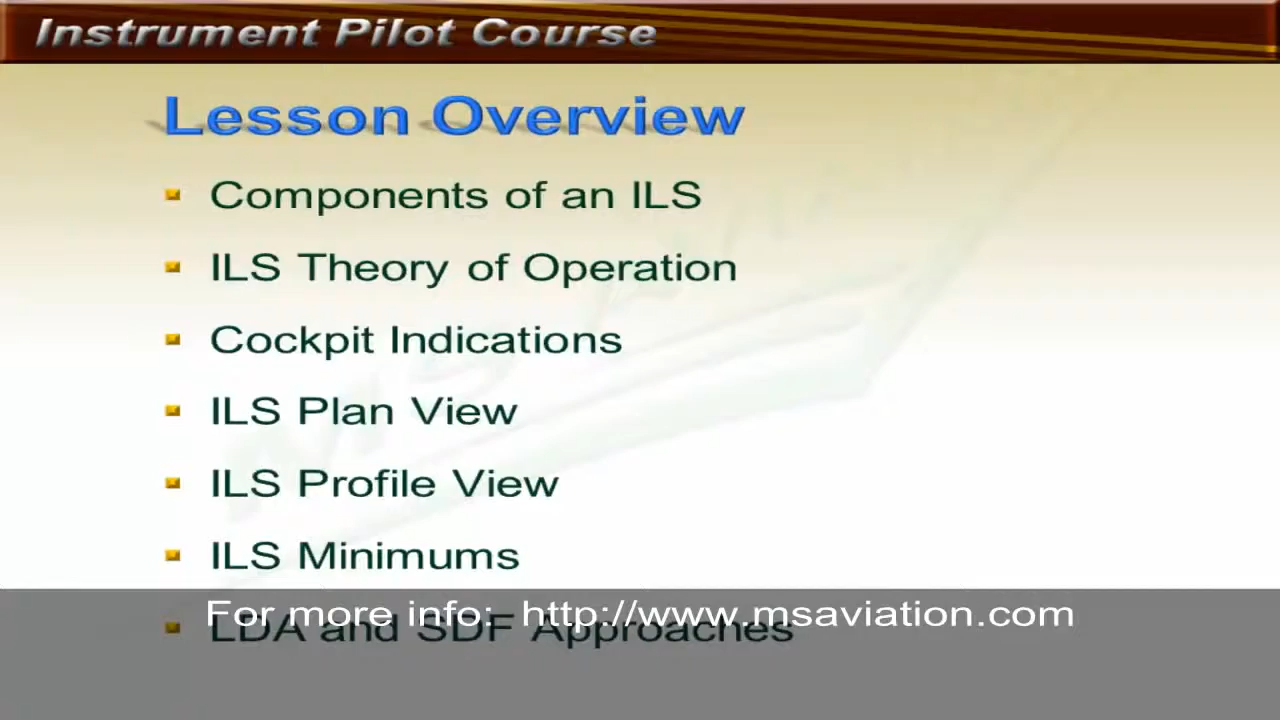 Instrument Pilot Course
Lesson Overview
Components of an ILS
ILS Theory of Operation
Cockpit Indications
ILS Plan View
ILS Profile View
ILS Minimums
For more info: http://www.msaviation.com
LDA and SDF Approaches